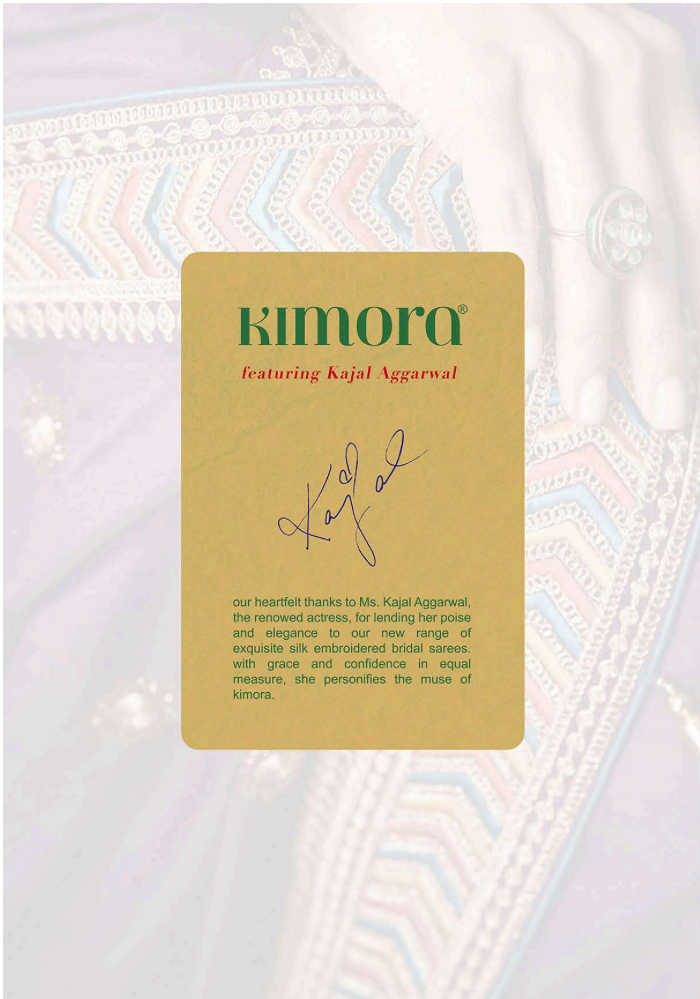 KIMORA®
featuring Kajal Aggarwal
Kajal
our heartfelt thanks to Ms. Kajal Aggarwal,
the renowed actress, for lending her poise
and elegance to our new range of
exquisite silk embroidered bridal sarees.
with grace and confidence in equal
measure, she personifies the muse of
kimora.